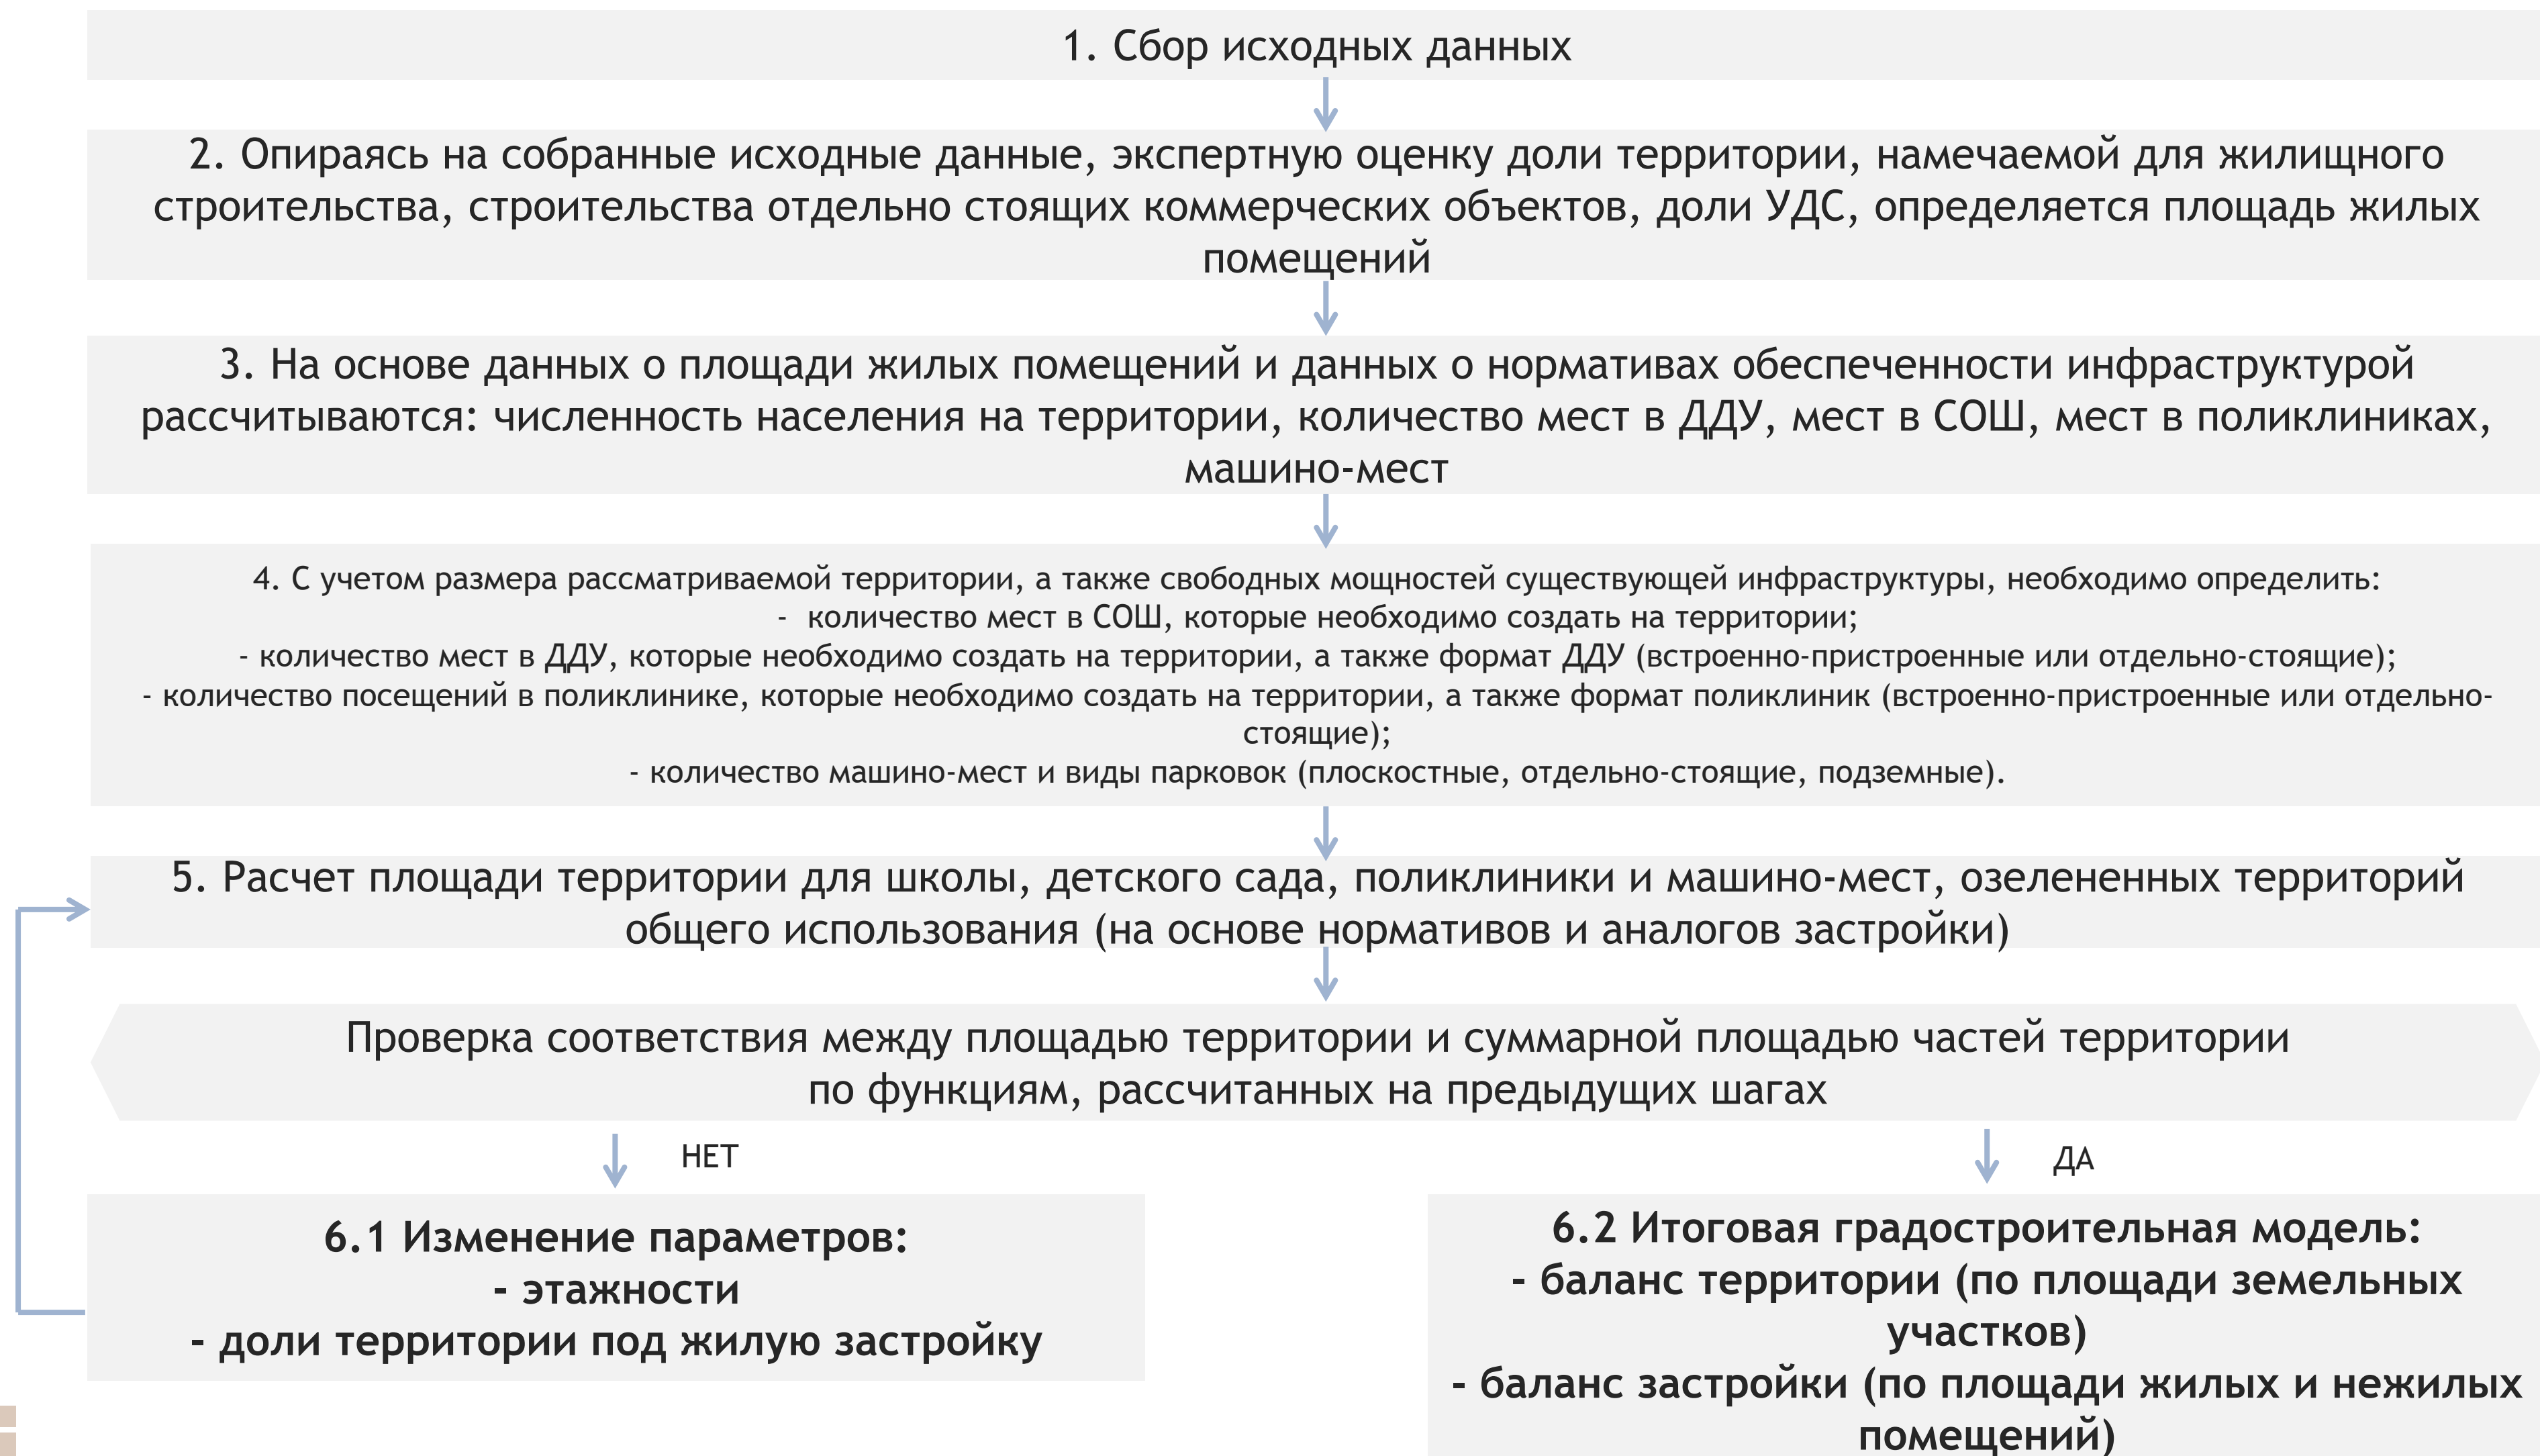 1. Сбор исходных данных
2. Опираясь на собранные исходные данные, экспертную оценку доли территории, намечаемой для жилищного
строительства, строительства отдельно стоящих коммерческих объектов, доли УДС, определяется площадь жилых
помещений
3. На основе данных о площади жилых помещений и данных о нормативах обеспеченности инфраструктурой
рассчитываются: численность населения на территории, количество мест в ДДУ, мест в СОШ, мест в поликлиниках,
машино-мест
4. С учетом размера рассматриваемой территории, а также свободных мощностей существующей инфраструктуры, необходимо определить:
- количество мест в СОШ, которые необходимо создать на территории;
- количество мест в ДДУ, которые необходимо создать на территории, а также формат ДДУ (встроенно-пристроенные или отдельно-стоящие);
- количество посещений в поликлинике, которые необходимо создать на территории, а также формат поликлиник (встроенно-пристроенные или отдельно-
стоящие);
- количество машино-мест и виды парковок (плоскостные, отдельно-стоящие, подземные).
5. Расчет площади территории для школы, детского сада, поликлиники и машино-мест, озелененных территорий
общего использования (на основе нормативов и аналогов застройки)
Проверка соответствия между площадью территории и суммарной площадью частей территории
по функциям, рассчитанных на предыдущих шагах
НЕТ
ДА
6.1 Изменение параметров:
- этажности
- доли территории под жилую застройку
6.2 Итоговая градостроительная модель:
- баланс территории (по площади земельных
участков)
- баланс застройки (по площади жилых и нежилых
помещений)